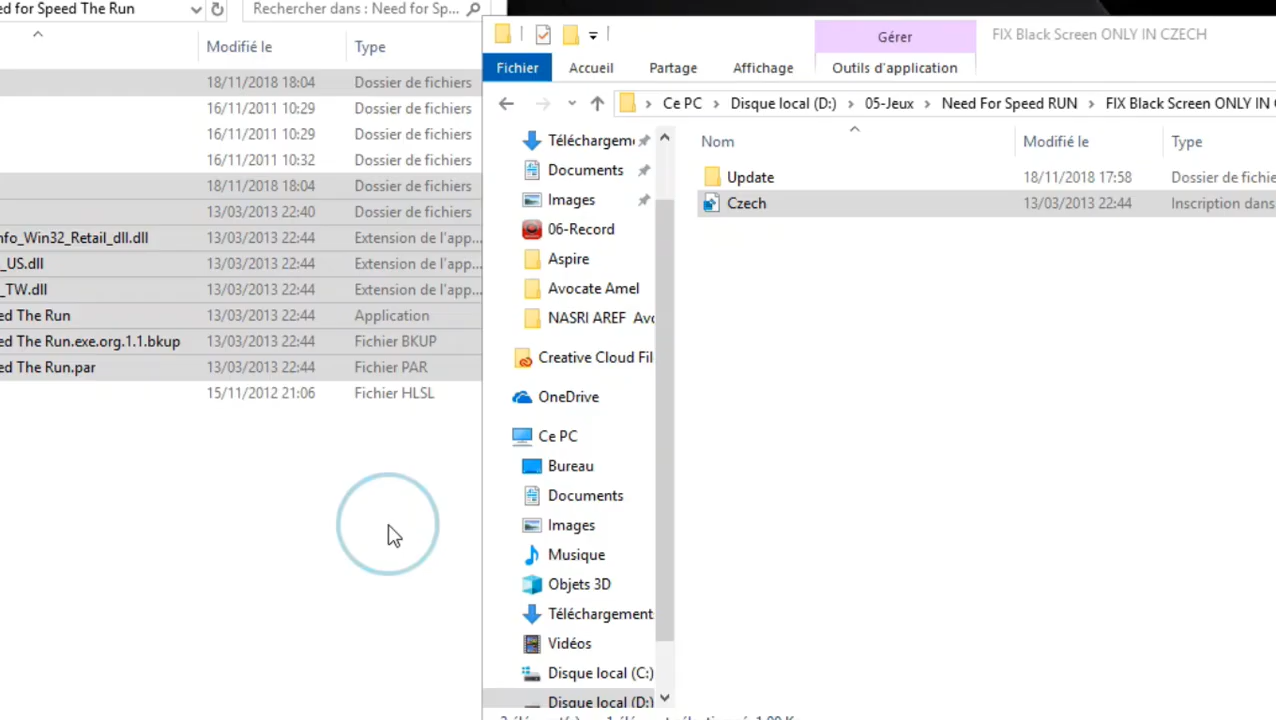 ed for Speed The Run
Rechercher dans : Need for Sp...
Modifié le
Type
18/11/2018 18:04
Dossier de fichiers
16/11/2011 10:29
Dossier de fichiers
16/11/2011 10:29
Dossier de fichiers
16/11/2011 10:32
Dossier de fichiers
18/11/2018 18:04
Dossier de fichiers
13/03/2013 22:40
Dossier de fichiers
nfo_Win32_Retail_dll.dll
13/03/2013 22:44
Extension de l'app...
_US.dll
13/03/2013 22:44
Extension de l'app...
_TW.dll
13/03/2013 22:44
Extension de l'app...
ed The Run
13/03/2013 22:44
Application
ed The Run.exe.org.1.1.bkup
13/03/2013 22:44
Fichier BKUP
ed The Run.par
13/03/2013 22:44
Fichier PAR
15/11/2012 21:06
Fichier HLSL
Gérer
FIX Black Screen ONLY IN CZECH
Fichier
Accueil
Partage
Affichage
Outils d'application
Ce PC
Disque local (D:)
05-Jeux
Need For Speed RUN
FIX Black Screen ONLY IN
Téléchargem
Documents
Images
06-Record
Aspire
Avocate Amel
NASRI AREF Avo
Creative Cloud Fil
OneDrive
Ce PC
Bureau
Documents
Images
Musique
Objets 3D
Téléchargement
Vidéos
Disque local (C:)
Disque local (D:)
Nom
Modifié le
Type
Update
18/11/2018 17:58
Dossier de fichie
Czech
13/03/2013 22:44
Inscription dans